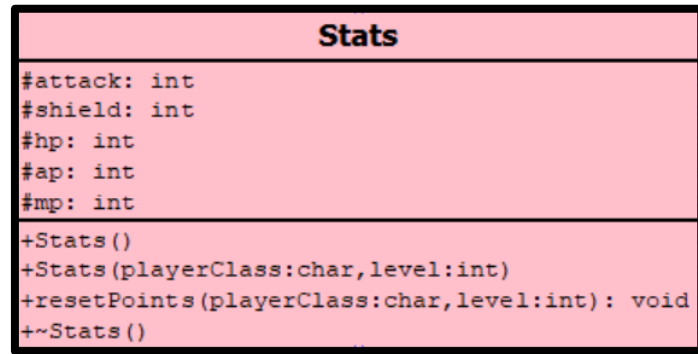 Stats
#attack: int
#shield: int
#hp: int
#ap: int
#mp: int
+Stats()
+Stats(playerClass:char,level:int)
+resetPoints(playerClass:char,level:int): void
+~Stats()